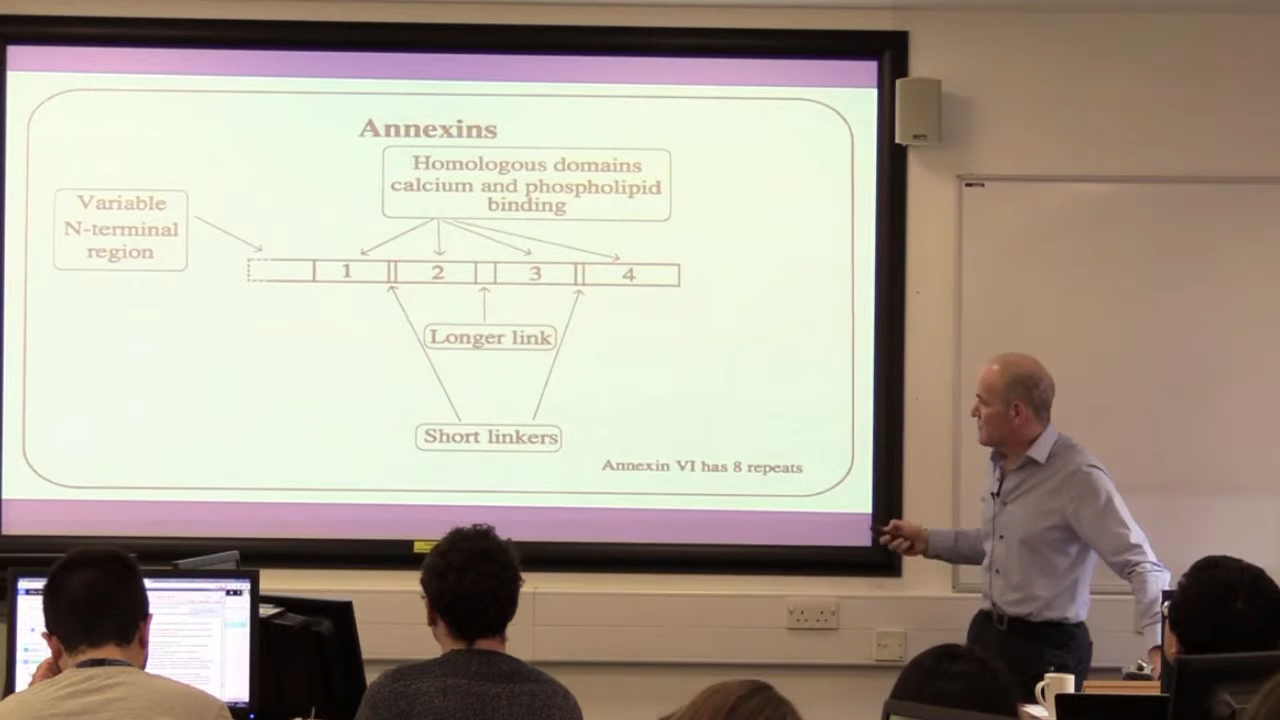 Annexins
Homologous domains
calcium and phospholipid
binding
Variable
N-terminal
region
1 2 3 4
Longer link
Short linkers
Annexin VI has 8 repeats